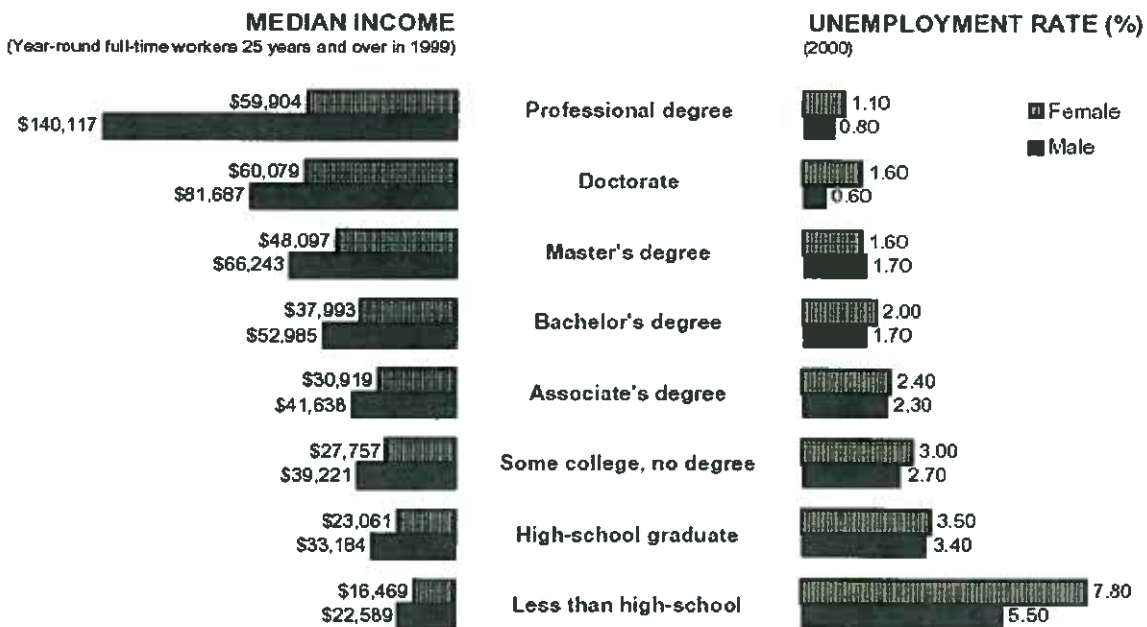 MEDIAN INCOME
(Year-round full-time workers 25 years and over in 1999)
UNEMPLOYMENT RATE (%)
(2000)
$59,904
$140,117
Professional degree
1.10
0.80
Female
Male
$60,079
$81,687
Doctorate
1.60
0.60
$48,097
$66,243
Master's degree
1.60
1.70
$37,993
$52,985
Bachelor's degree
2.00
1.70
$30,919
$41,638
Associate's degree
2.40
2.30
$27,757
$39,221
Some college, no degree
3.00
2.70
$23,061
$33,184
High-school graduate
3.50
3.40
$16,469
$22,589
Less than high-school
7.80
5.50